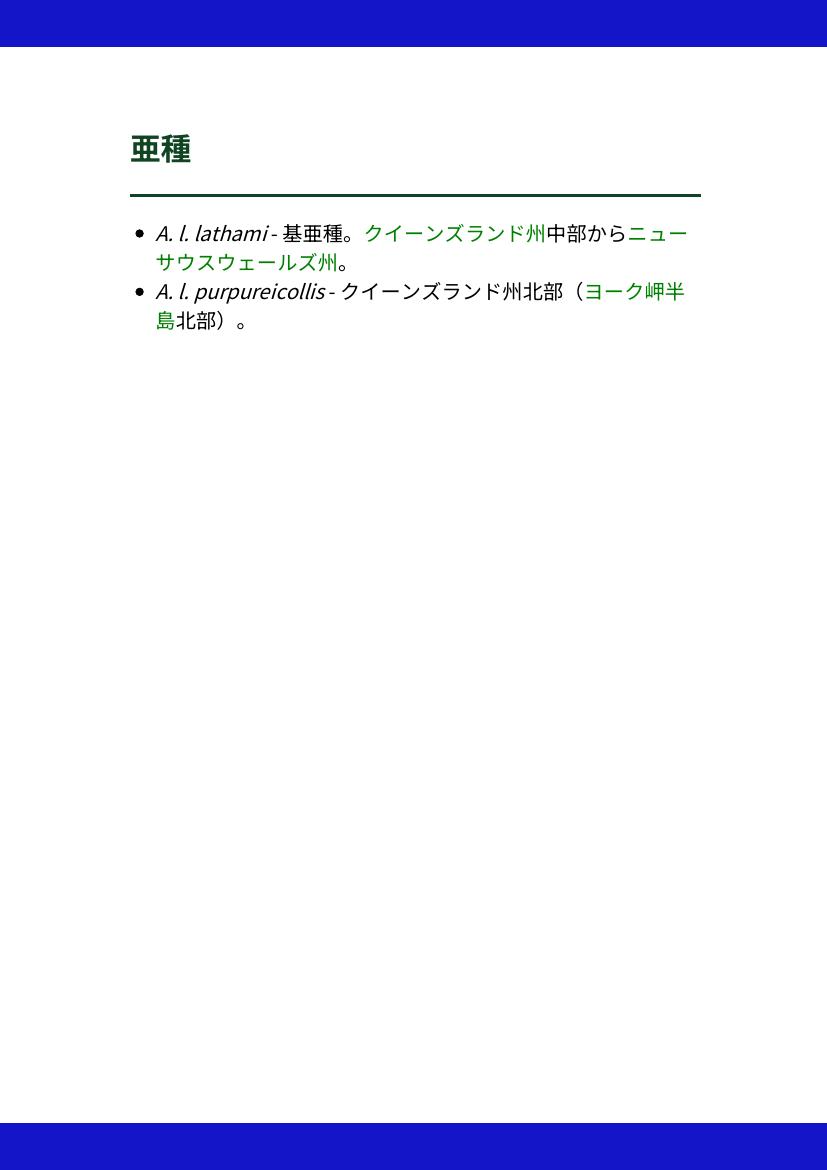 亜種
• A. l. lathami - 基亜種。クイーンズランド州中部からニュー
サウスウェールズ州。
• A. l. purpureicollis - クイーンズランド州北部（ヨーク岬半
島北部）。